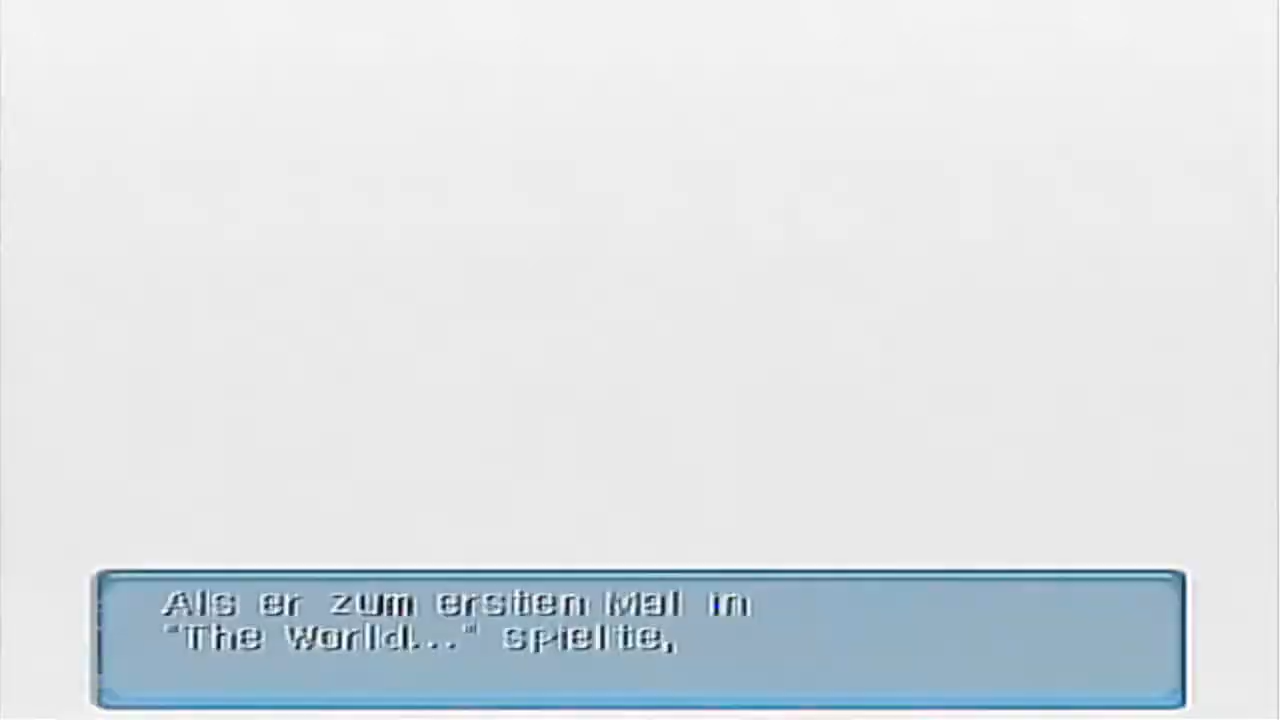 Als er zum ersten Mal in
"The World..." spielte,